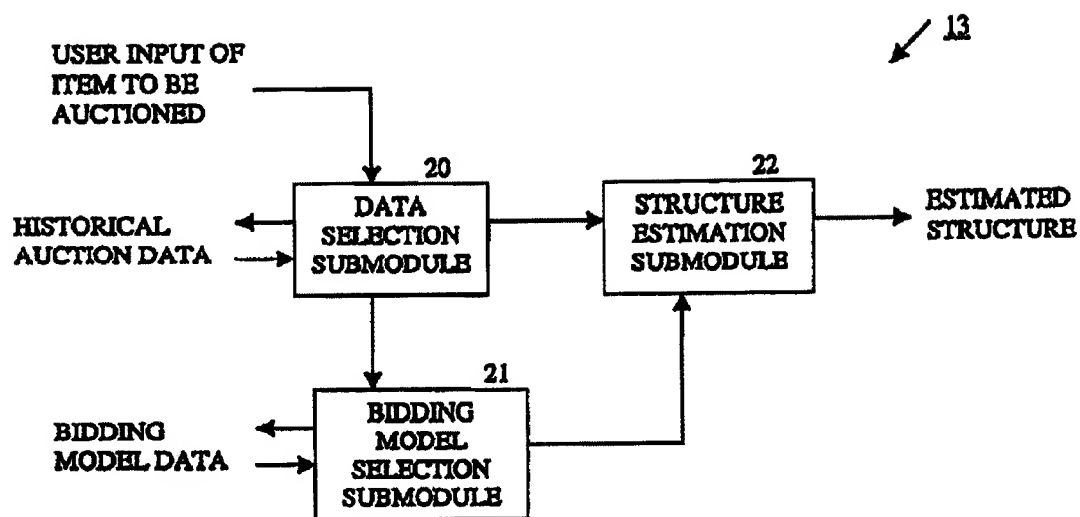 13
USER INPUT OF
ITEM TO BE
AUCTIONED
20
DATA
SELECTION
SUBMODULE
22
STRUCTURE
ESTIMATION
SUBMODULE
ESTIMATED
STRUCTURE
HISTORICAL
AUCTION DATA
21
BIDDING
MODEL
SELECTION
SUBMODULE
BIDDING
MODEL DATA